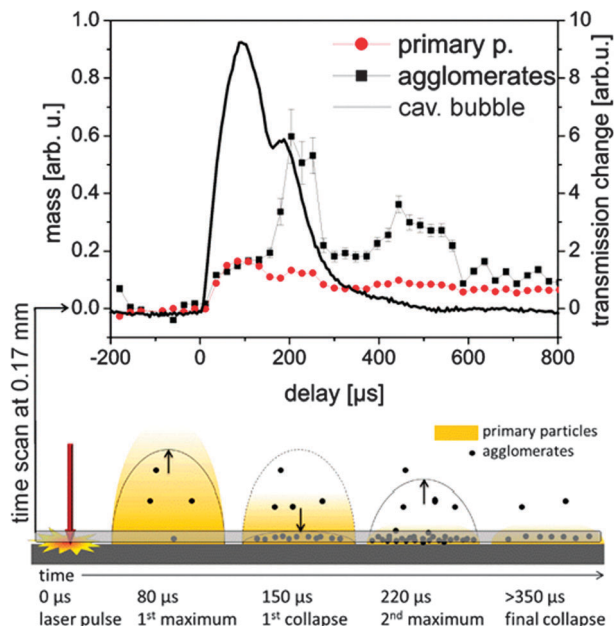 primary p.
agglomerates
cav. bubble
mass [arb. u.]
transmission change [arb.u.]
1.0
0.8
0.6
0.4
0.2
0.0
10
8
6
4
2
0
-200 0 200 400 600 800
delay [µs]
time scan at 0.17 mm
primary particles
agglomerates
time
0 µs 80 µs 150 µs 220 µs >350 µs
laser pulse 1st maximum 1st collapse 2nd maximum final collapse